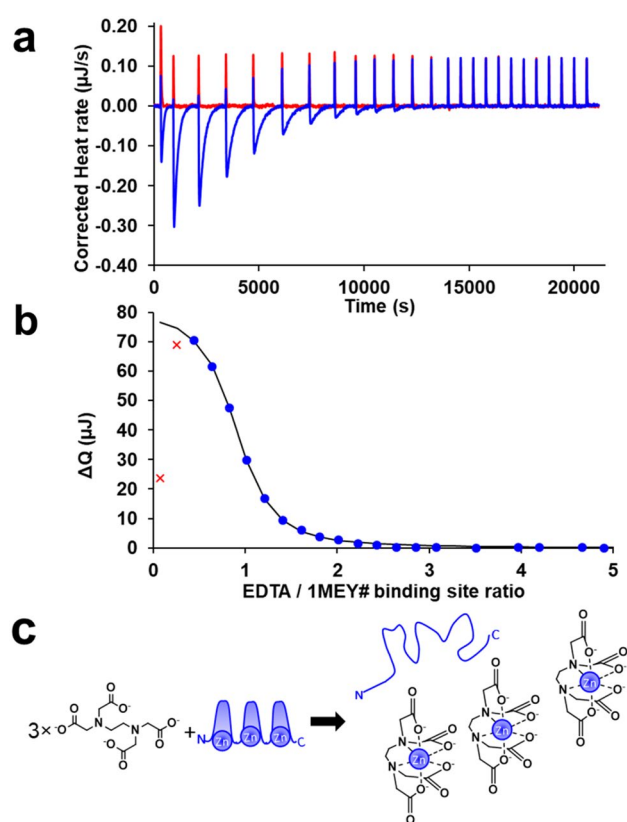 a
Corrected Heat rate (µJ/s)
0.20
0.10
0.00
-0.10
-0.20
-0.30
-0.40
0 5000 10000 15000 20000
Time (s)
b
ΔQ (µJ)
80
70
60
50
40
30
20
10
0
0 1 2 3 4 5
EDTA / 1MEY# binding site ratio
c
3× -O O O O- N N O- O -O O + N Zn Zn Zn C
N C
O O- N N Zn O O- O- O O- O
O O- N N Zn O O- O- O O- O
O O- N N Zn O O- O- O O- O